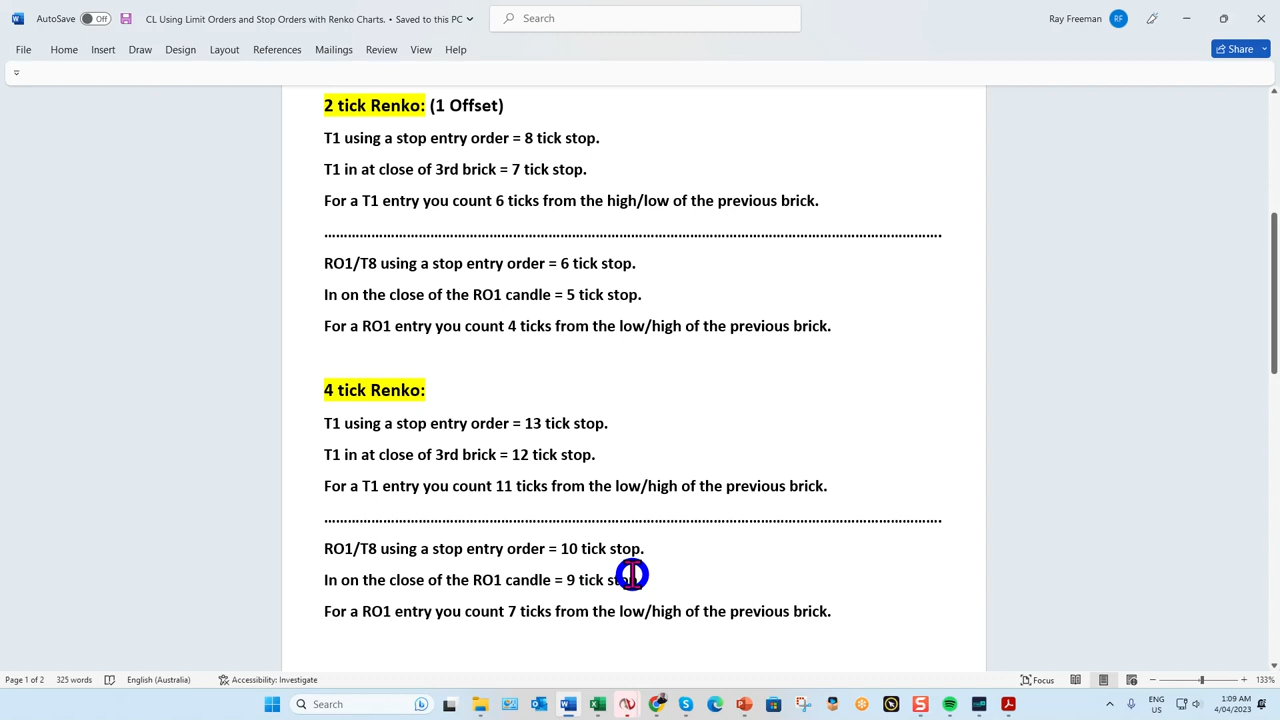 AutoSave Off CL Using Limit Orders and Stop Orders with Renko Charts. • Saved to this PC Search Ray Freeman RF
File Home Insert Draw Design Layout References Mailings Review View Help Share
2 tick Renko: (1 Offset)
T1 using a stop entry order = 8 tick stop.
T1 in at close of 3rd brick = 7 tick stop.
For a T1 entry you count 6 ticks from the high/low of the previous brick.
RO1/T8 using a stop entry order = 6 tick stop.
In on the close of the RO1 candle = 5 tick stop.
For a RO1 entry you count 4 ticks from the low/high of the previous brick.
4 tick Renko:
T1 using a stop entry order = 13 tick stop.
T1 in at close of 3rd brick = 12 tick stop.
For a T1 entry you count 11 ticks from the low/high of the previous brick.
RO1/T8 using a stop entry order = 10 tick stop.
In on the close of the RO1 candle = 9 tick stop.
For a RO1 entry you count 7 ticks from the low/high of the previous brick.
Page 1 of 2 325 words English (Australia) Accessibility: Investigate Focus 133%
Search ENG US 1:09 AM 4/04/2023